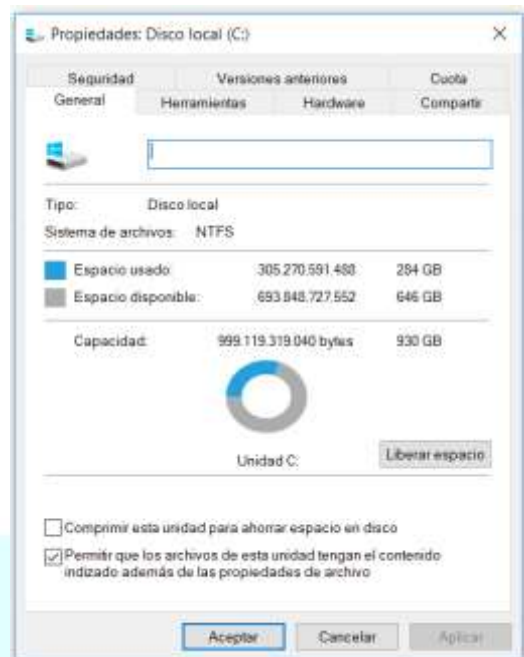 Propiedades: Disco local (C:)
Seguridad Versiones anteriores Cuota
General Herramientas Hardware Compartir
Tipo: Disco local
Sistema de archivos: NTFS
Espacio usado: 305.270.591.488 284 GB
Espacio disponible: 693.848.727.552 646 GB
Capacidad: 999.119.319.040 bytes 930 GB
Unidad C:
Liberar espacio
Comprimir esta unidad para ahorrar espacio en disco
Permitir que los archivos de esta unidad tengan el contenido
indizado además de las propiedades de archivo
Aceptar Cancelar Aplicar